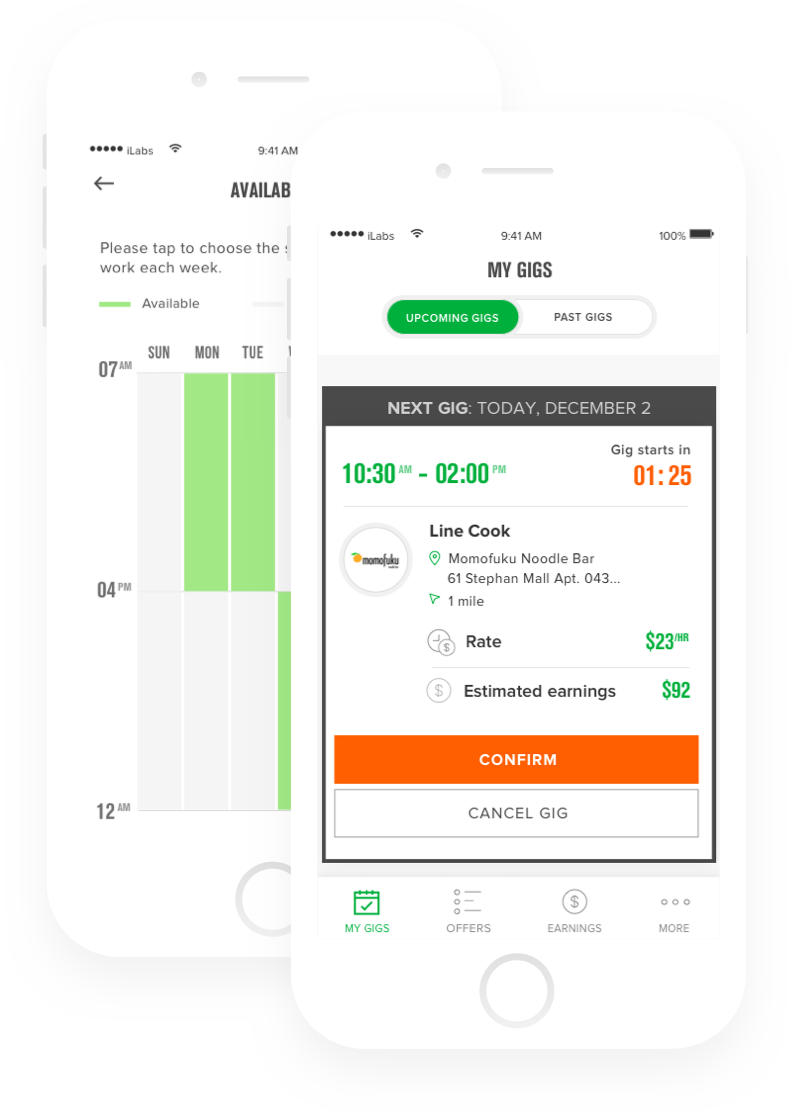 iLabs 9:41 AM
AVAILAB
Please tap to choose the
work each week.
Available
SUN MON TUE
07 AM
04 PM
12 AM
iLabs 9:41 AM 100%
MY GIGS
UPCOMING GIGS PAST GIGS
NEXT GIG: TODAY, DECEMBER 2
Gig starts in
10:30 AM - 02:00 PM 01:25
Line Cook
momofuku
Momofuku Noodle Bar
61 Stephan Mall Apt. 043...
1 mile
Rate $23/HR
$ Estimated earnings $92
CONFIRM
CANCEL GIG
MY GIGS OFFERS EARNINGS MORE